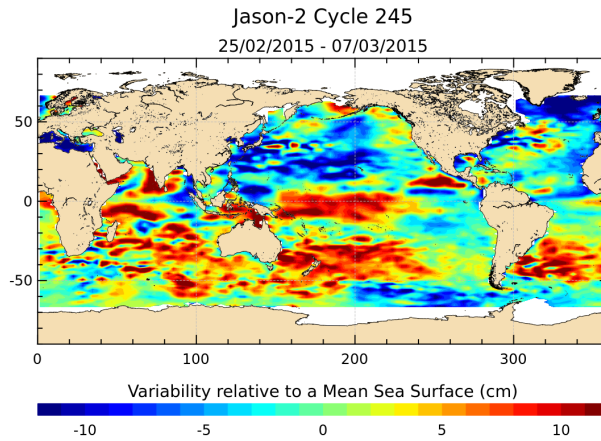 Jason-2 Cycle 245
25/02/2015 - 07/03/2015
50
0
-50
0 100 200 300
Variability relative to a Mean Sea Surface (cm)
-10 -5 0 5 10